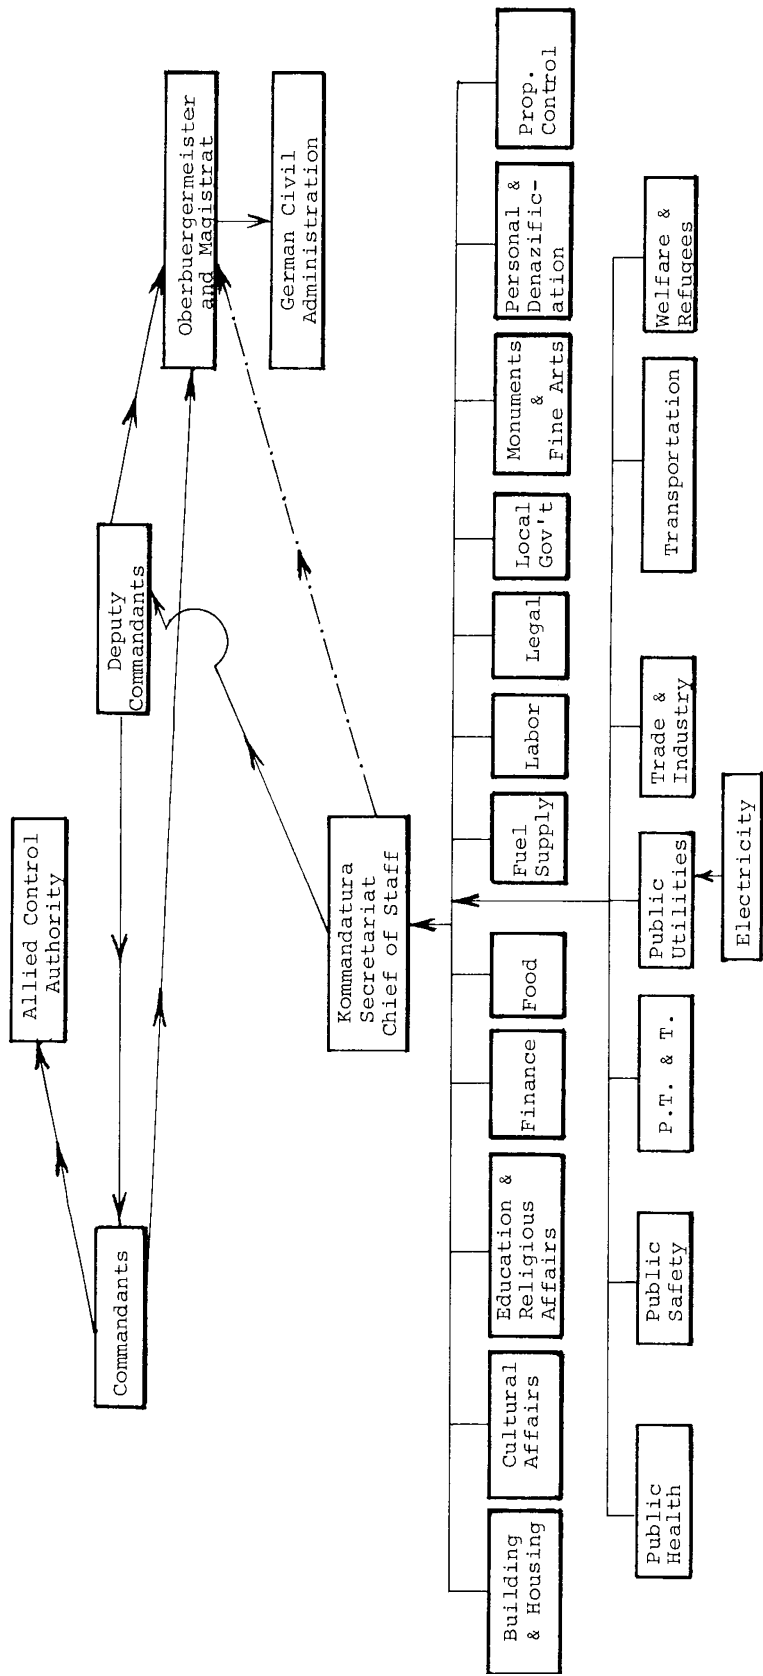 Allied Control
Authority
Commandants
Deputy
Commandants
Oberbuergermeister
and Magistrat
German Civil
Administration
Kommandatura
Secretariat
Chief of Staff
Building
& Housing
Cultural
Affairs
Education &
Religious
Affairs
Finance
Food
Fuel
Supply
Labor
Legal
Local
Gov't
Monuments
&
Fine Arts
Personal &
Denazific-
ation
Prop.
Control
Public
Health
Public
Safety
P.T. & T.
Public
Utilities
Trade &
Industry
Transportation
Welfare &
Refugees
Electricity